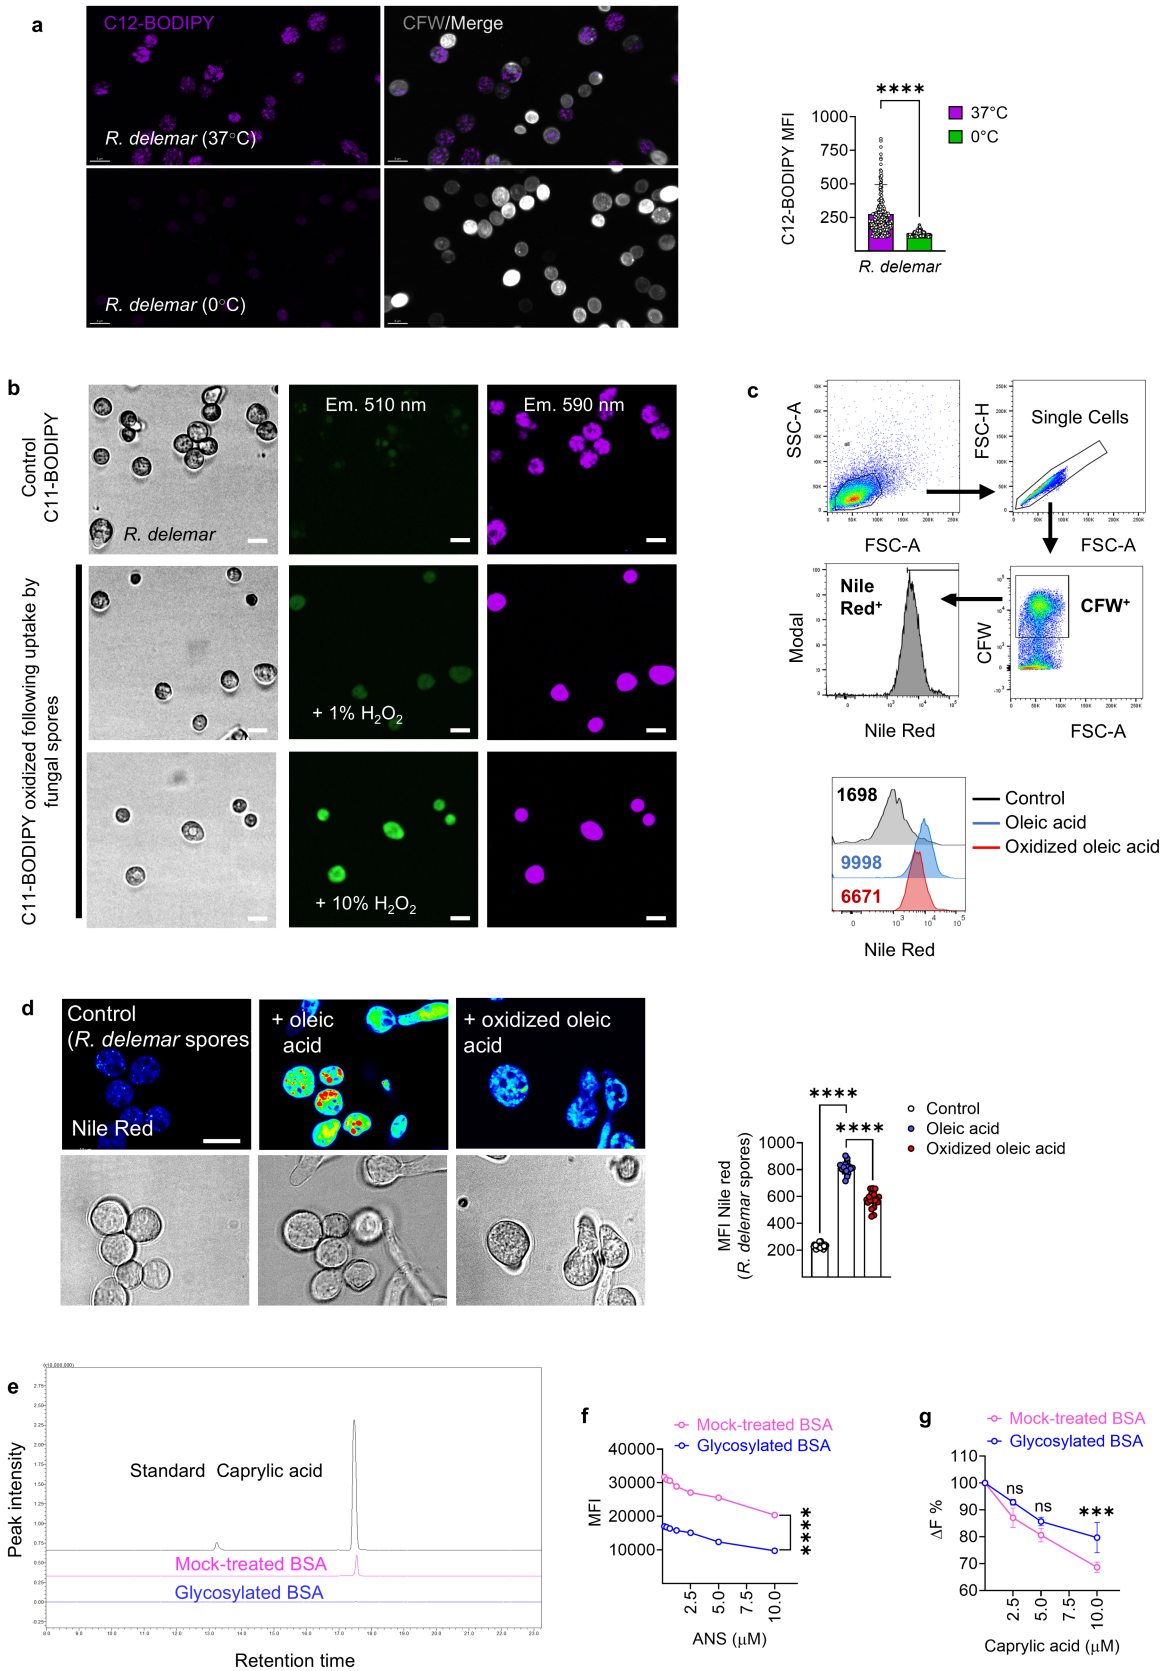 a
C12-BODIPY
CFW/Merge
R. delemar (37°C)
R. delemar (0°C)
C12-BODIPY MFI
1000
750
500
250
****
37°C
0°C
R. delemar
b
Control
C11-BODIPY
R. delemar
Em. 510 nm
Em. 590 nm
C11-BODIPY oxidized following uptake by
fungal spores
+ 1% H₂O₂
+ 10% H₂O₂
c
SSC-A
FSC-A
FSC-H
Single Cells
FSC-A
Modal
Nile
Red⁺
Nile Red
CFW
CFW⁺
FSC-A
1698
9998
6671
Control
Oleic acid
Oxidized oleic acid
Nile Red
d
Control
(R. delemar spores
Nile Red
+ oleic
acid
+ oxidized oleic
acid
MFI Nile red
(R. delemar spores)
1000
800
600
400
200
****
****
Control
Oleic acid
Oxidized oleic acid
e
Peak intensity
Standard Caprylic acid
Mock-treated BSA
Glycosylated BSA
Retention time
f
Mock-treated BSA
Glycosylated BSA
MFI
40000
30000
20000
10000
****
2.5
5.0
7.5
10.0
ANS (μM)
g
Mock-treated BSA
Glycosylated BSA
ΔF %
110
100
90
80
70
60
ns
ns
***
2.5
5.0
7.5
10.0
Caprylic acid (μM)